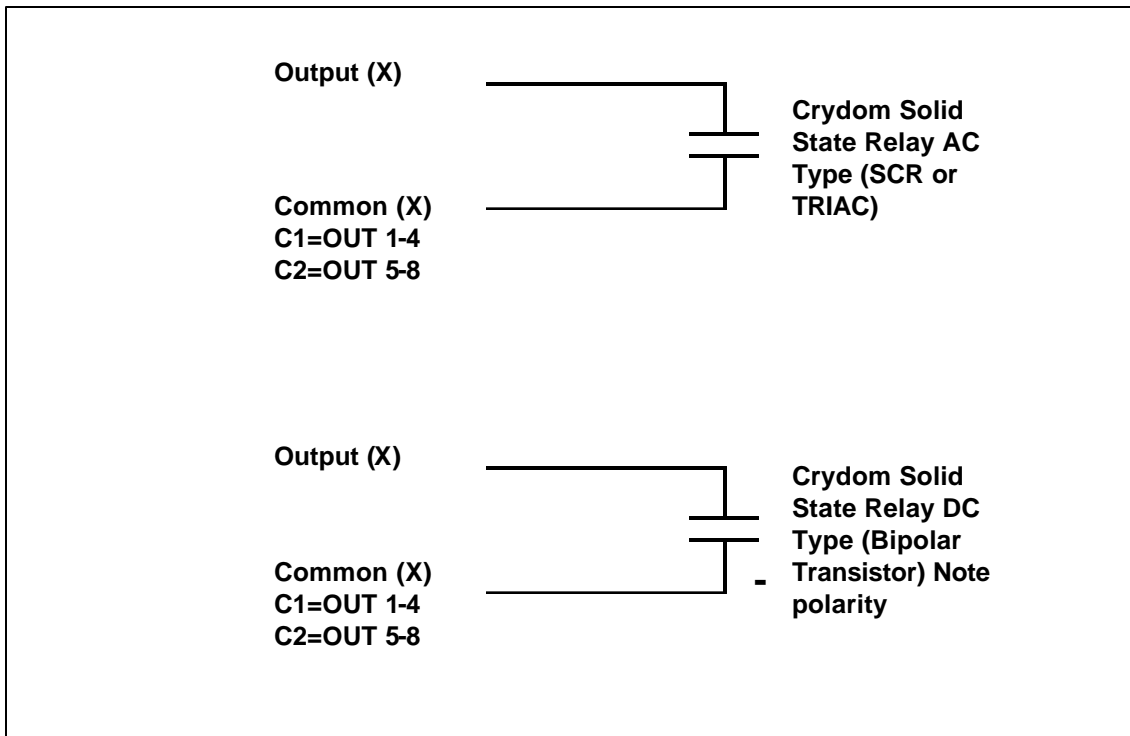 Output (X)
Crydom Solid
State Relay AC
Type (SCR or
TRIAC)
Common (X)
C1=OUT 1-4
C2=OUT 5-8
Output (X)
Crydom Solid
State Relay DC
Type (Bipolar
Transistor) Note
polarity
-
Common (X)
C1=OUT 1-4
C2=OUT 5-8